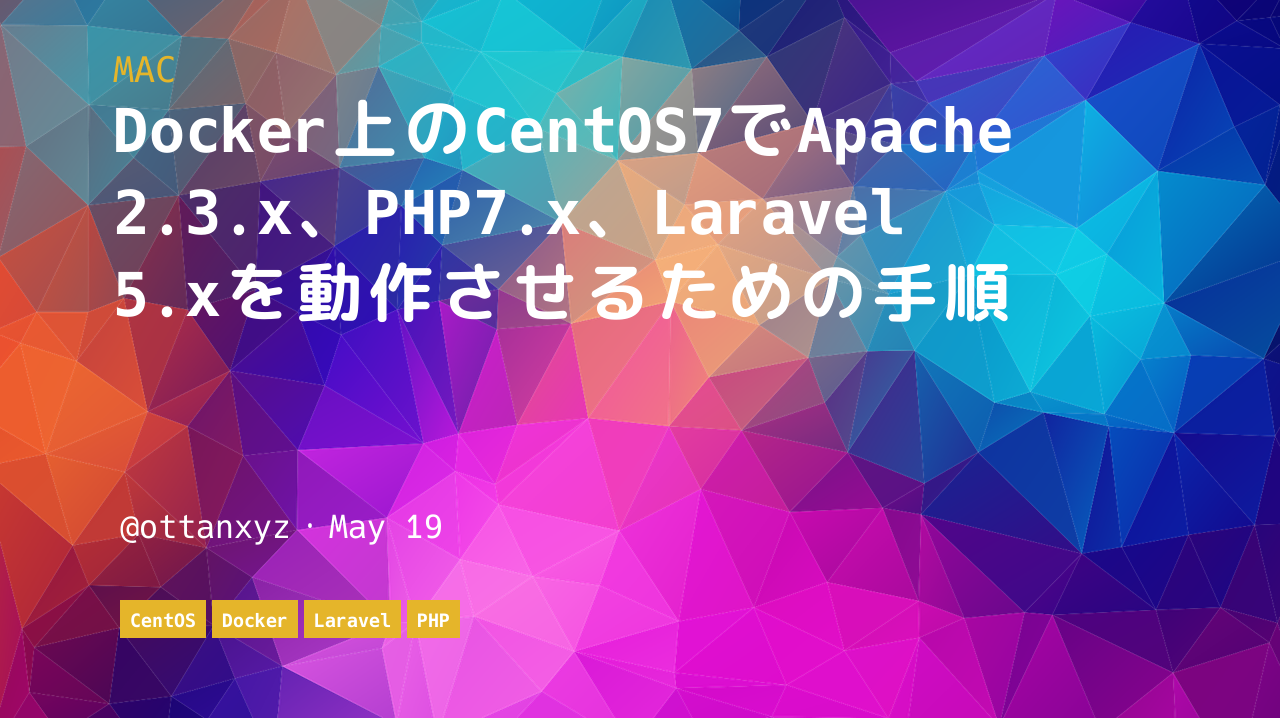 MAC
Docker上のCentOS7でApache
2.3.x、PHP7.x、Laravel
5.xを動作させるための手順
@ottanxyz・May 19
CentOS Docker Laravel PHP